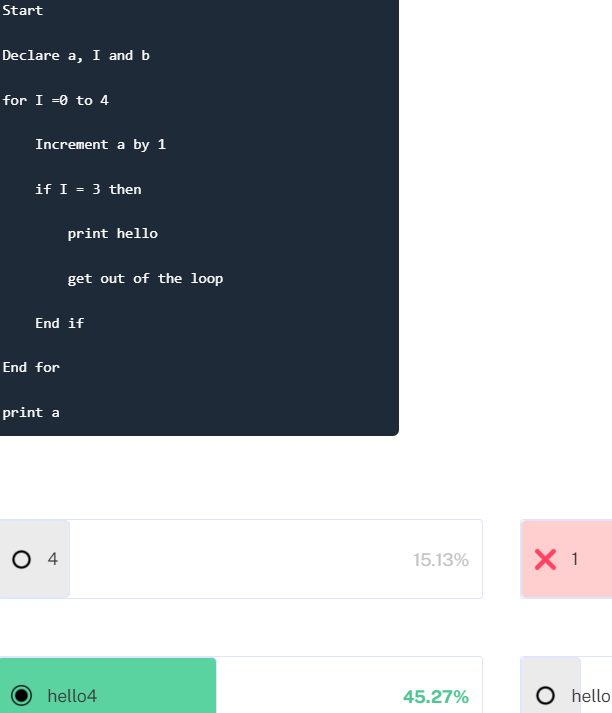 Start
Declare a, I and b
for I =0 to 4
Increment a by 1
if I = 3 then
print hello
get out of the loop
End if
End for
print a
4 15.13% 1
hello4 45.27% hello